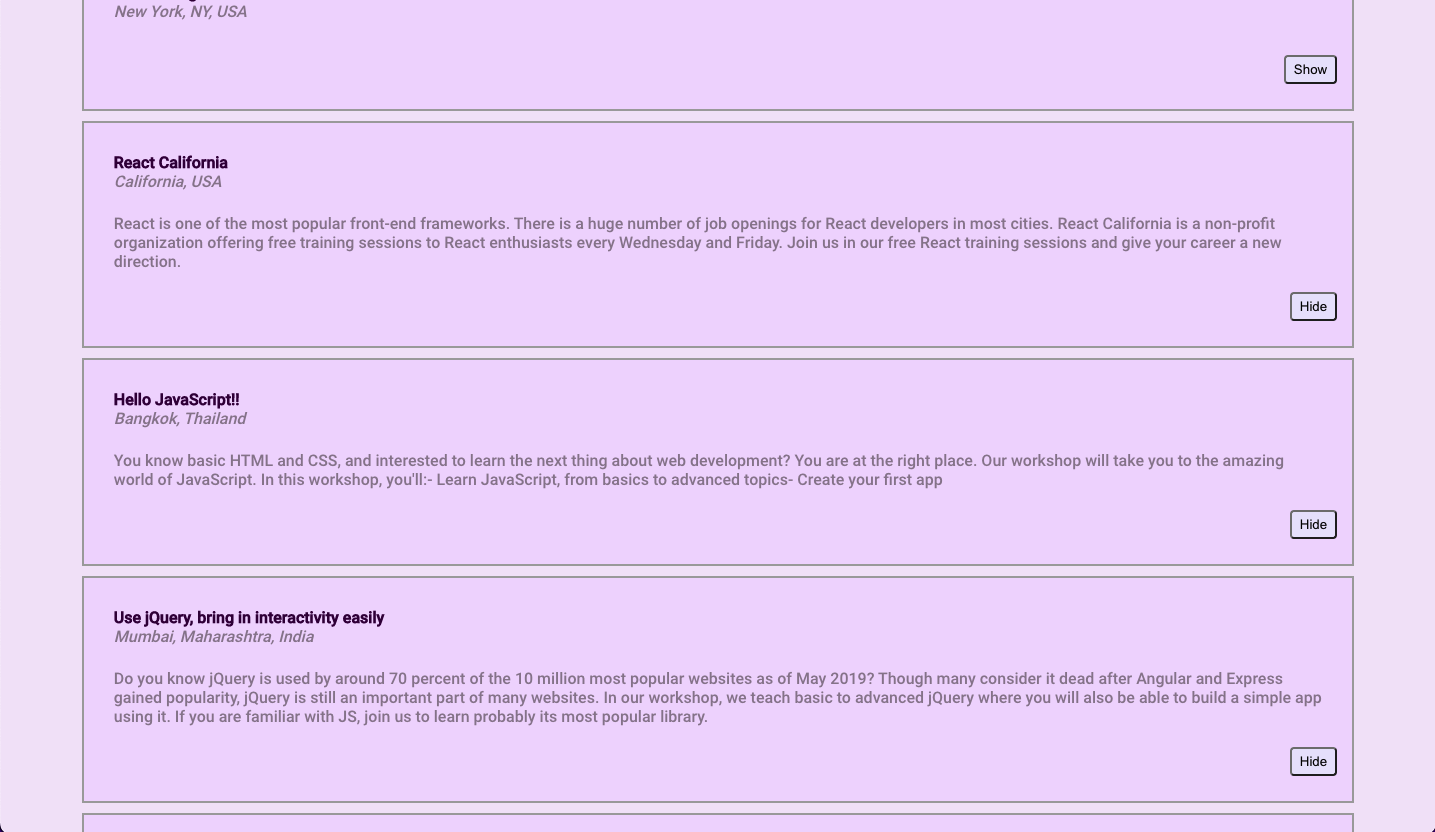 New York, NY, USA
Show
React California
California, USA
React is one of the most popular front-end frameworks. There is a huge number of job openings for React developers in most cities. React California is a non-profit
organization offering free training sessions to React enthusiasts every Wednesday and Friday. Join us in our free React training sessions and give your career a new
direction.
Hide
Hello JavaScript!!
Bangkok, Thailand
You know basic HTML and CSS, and interested to learn the next thing about web development? You are at the right place. Our workshop will take you to the amazing
world of JavaScript. In this workshop, you'll:- Learn JavaScript, from basics to advanced topics- Create your first app
Hide
Use jQuery, bring in interactivity easily
Mumbai, Maharashtra, India
Do you know jQuery is used by around 70 percent of the 10 million most popular websites as of May 2019? Though many consider it dead after Angular and Express
gained popularity, jQuery is still an important part of many websites. In our workshop, we teach basic to advanced jQuery where you will also be able to build a simple app
using it. If you are familiar with JS, join us to learn probably its most popular library.
Hide